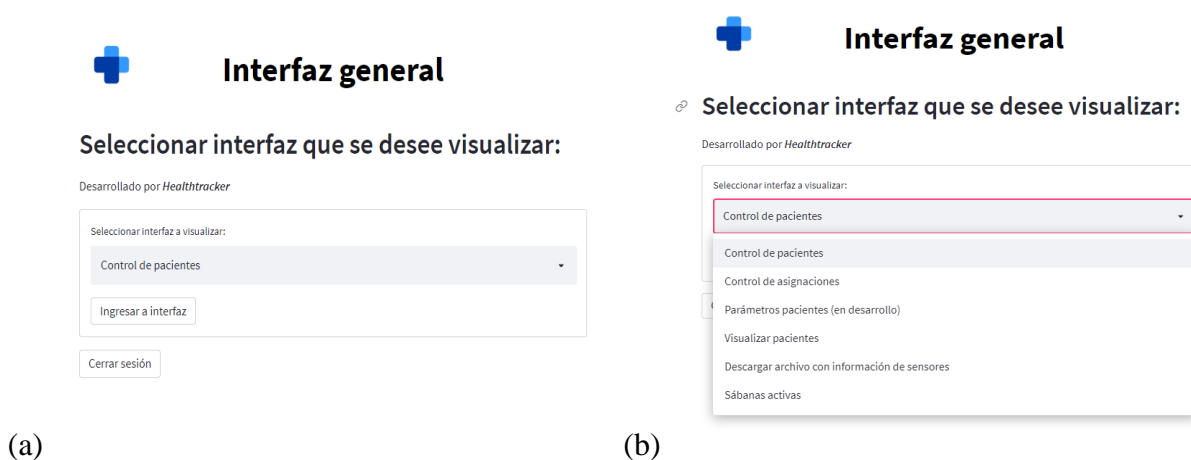 Interfaz general
Seleccionar interfaz que se desee visualizar:
Desarrollado por Healthtracker
Seleccionar interfaz a visualizar:
Control de pacientes
Ingresar a interfaz
Cerrar sesión
(a)
Interfaz general
Seleccionar interfaz que se desee visualizar:
Desarrollado por Healthtracker
Seleccionar interfaz a visualizar:
Control de pacientes
Control de pacientes
Control de asignaciones
Parámetros pacientes (en desarrollo)
Visualizar pacientes
Descargar archivo con información de sensores
Sábanas activas
(b)